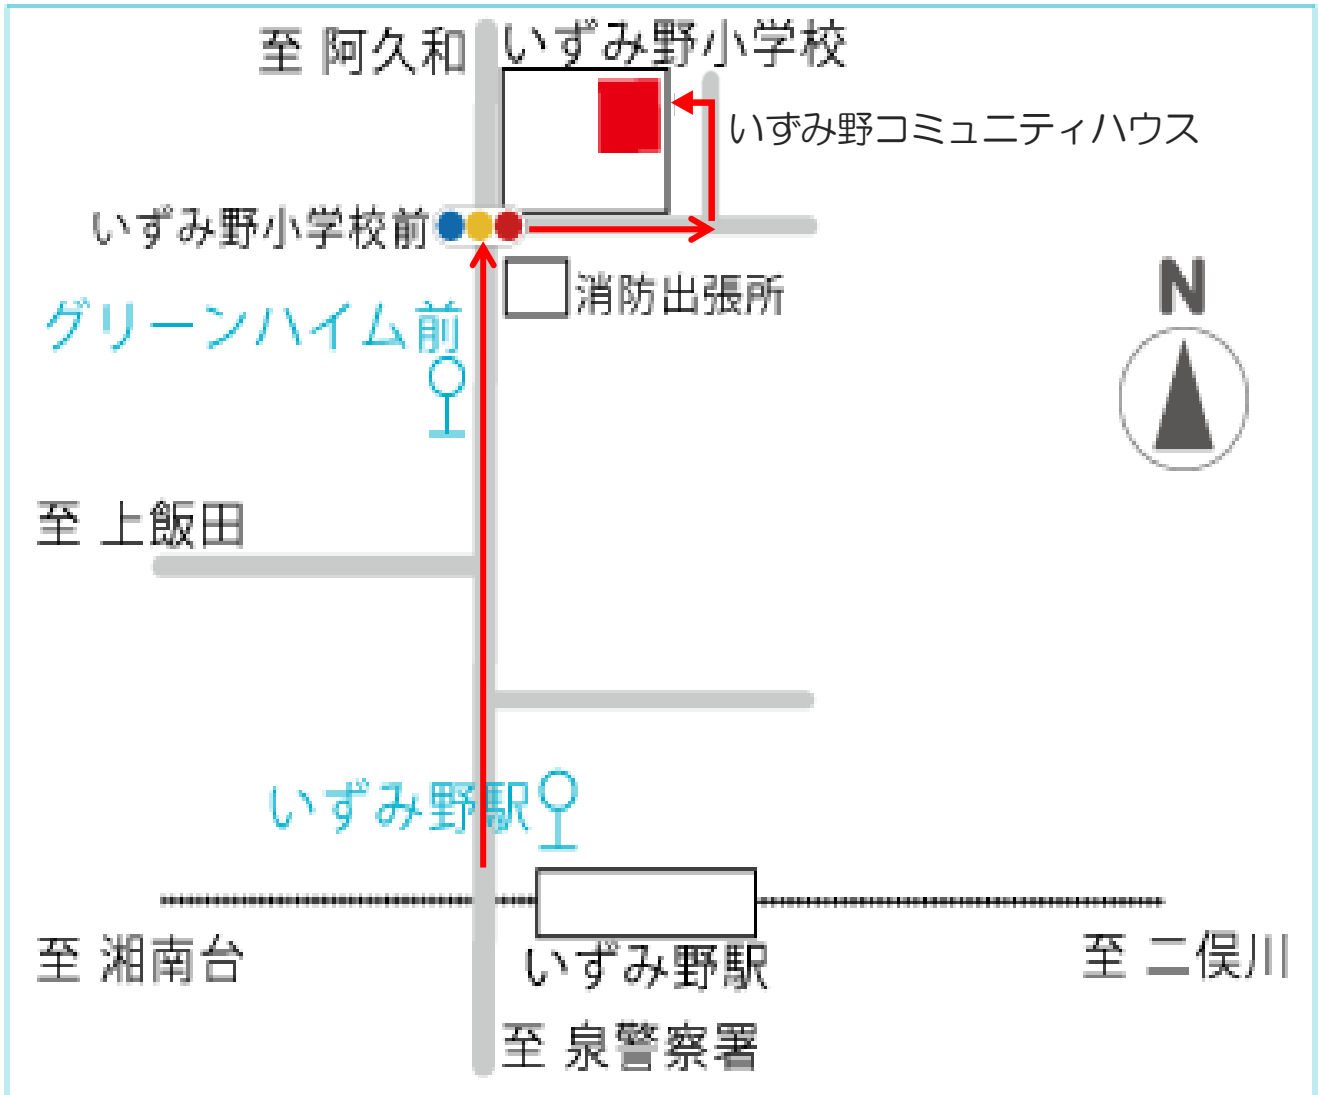 至 阿久和
いずみ野小学校
いずみ野コミュニティハウス
いずみ野小学校前
消防出張所
N
グリーンハイム前
至 上飯田
いずみ野駅
至 湘南台
いずみ野駅
至 二俣川
至 泉警察署